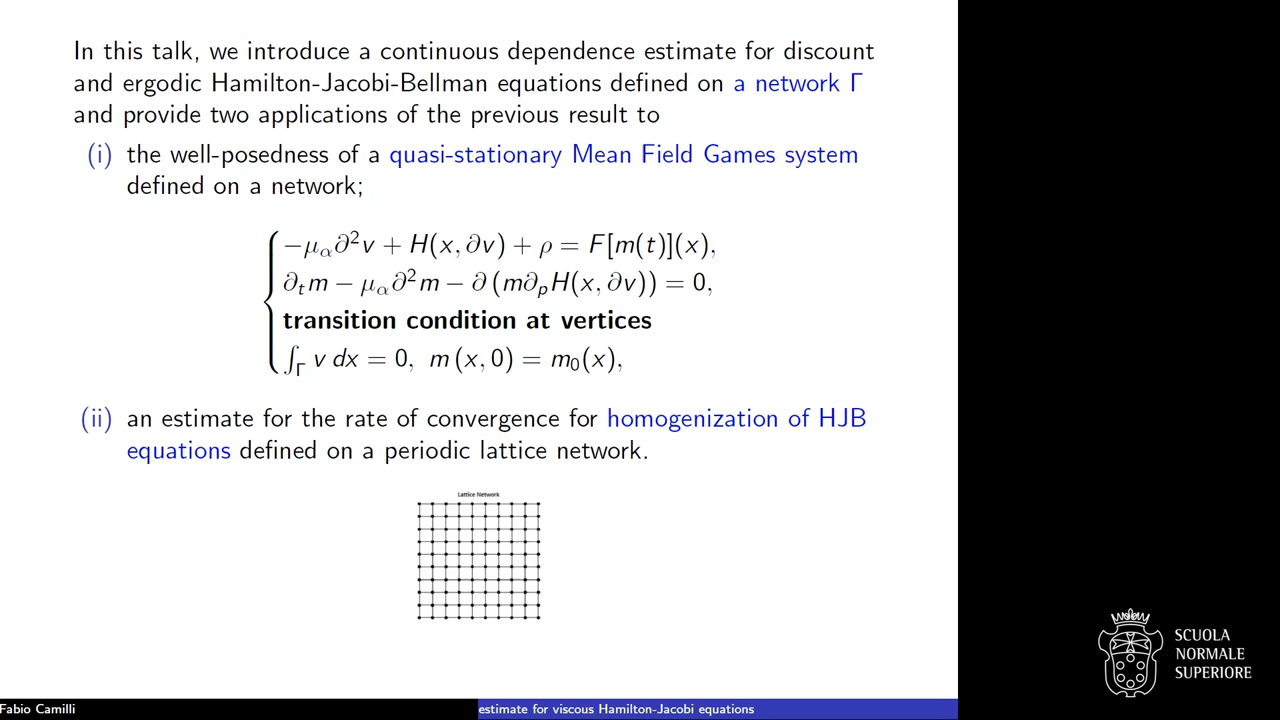 In this talk, we introduce a continuous dependence estimate for discount
and ergodic Hamilton-Jacobi-Bellman equations defined on a network Γ
and provide two applications of the previous result to
(i) the well-posedness of a quasi-stationary Mean Field Games system
defined on a network;
−μ_α∂²v + H(x, ∂v) + ρ = F[m(t)](x),
∂_t m − μ_α∂²m − ∂ (m∂_pH(x, ∂v)) = 0,
transition condition at vertices
∫_Γ v dx = 0, m (x, 0) = m₀(x),
(ii) an estimate for the rate of convergence for homogenization of HJB
equations defined on a periodic lattice network.
Lattice Network
SCUOLA
NORMALE
SUPERIORE
Fabio Camilli
estimate for viscous Hamilton-Jacobi equations